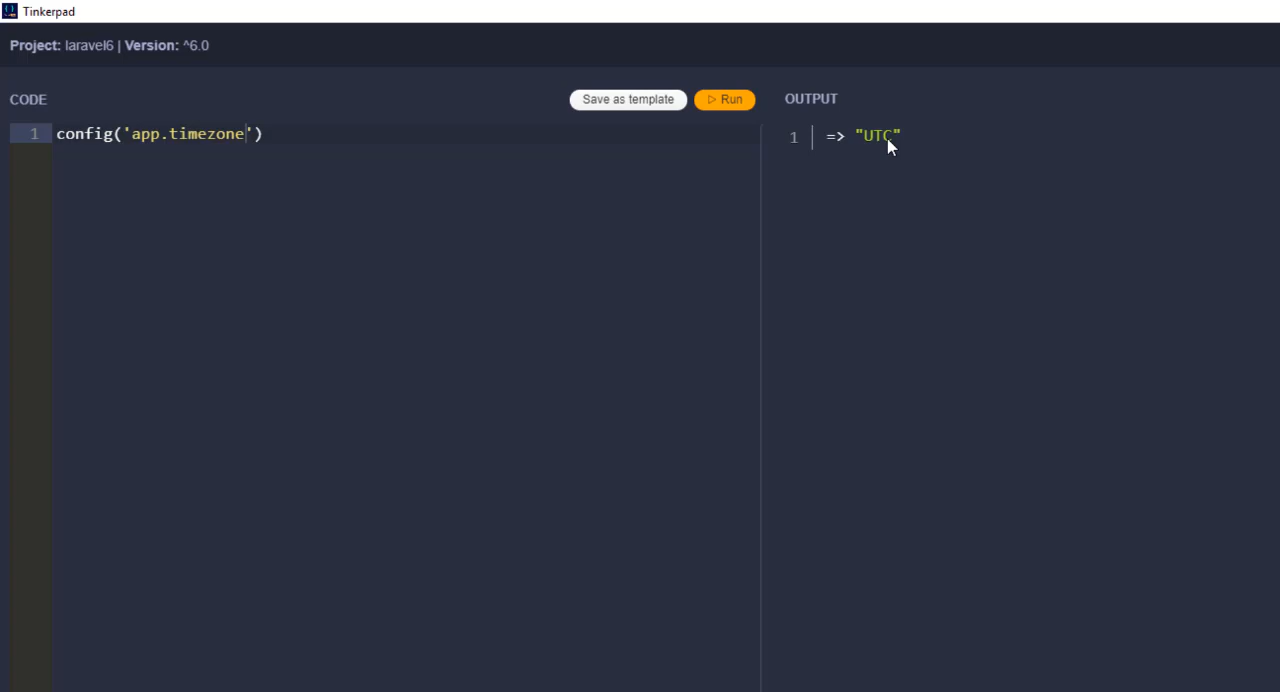 Tinkerpad
Project: laravel6 | Version: ^6.0
CODE
Save as template
▷ Run
OUTPUT
1 config('app.timezone')
1 => "UTC"